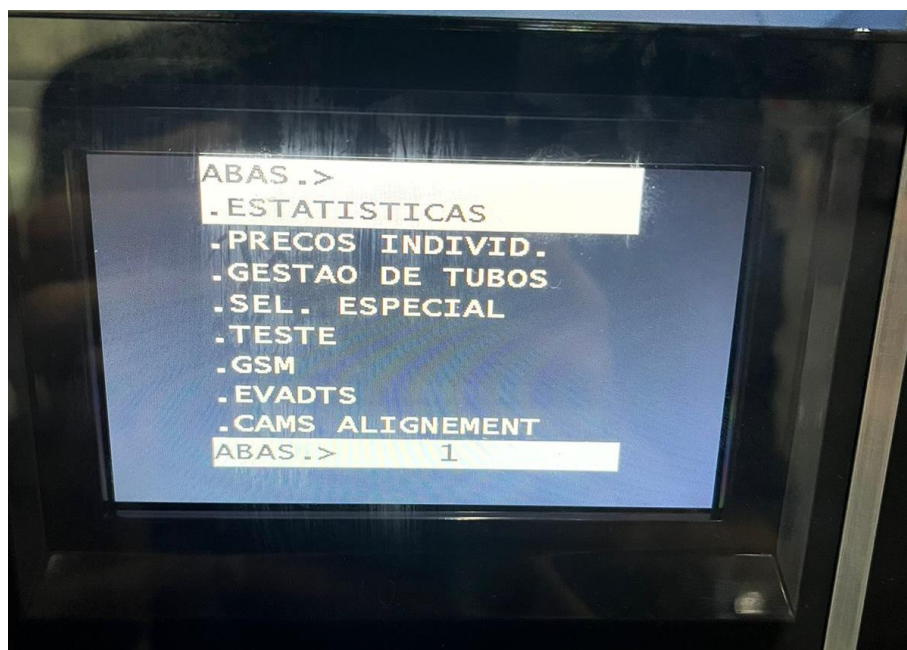 ABAS.>
.ESTATISTICAS
.PRECOS INDIVID.
.GESTAO DE TUBOS
.SEL. ESPECIAL
.TESTE
.GSM
.EVADTS
.CAMS ALIGNEMENT
ABAS.> 1